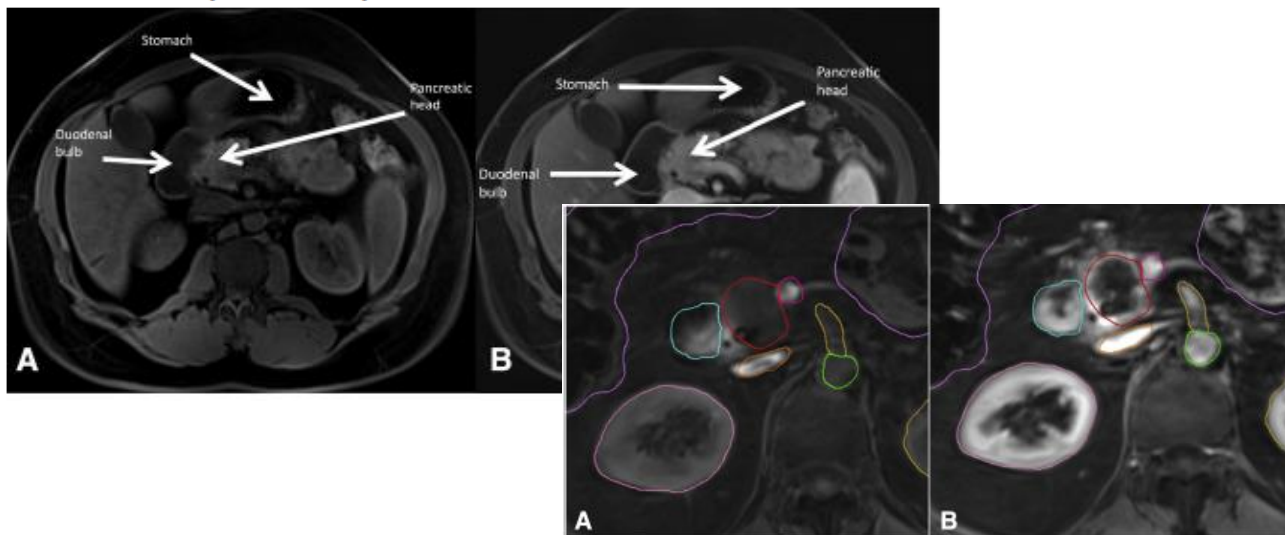 Stomach
Pancreatic
head
Duodenal
bulb
A
Stomach
Pancreatic
head
Duodenal
bulb
B
A
B